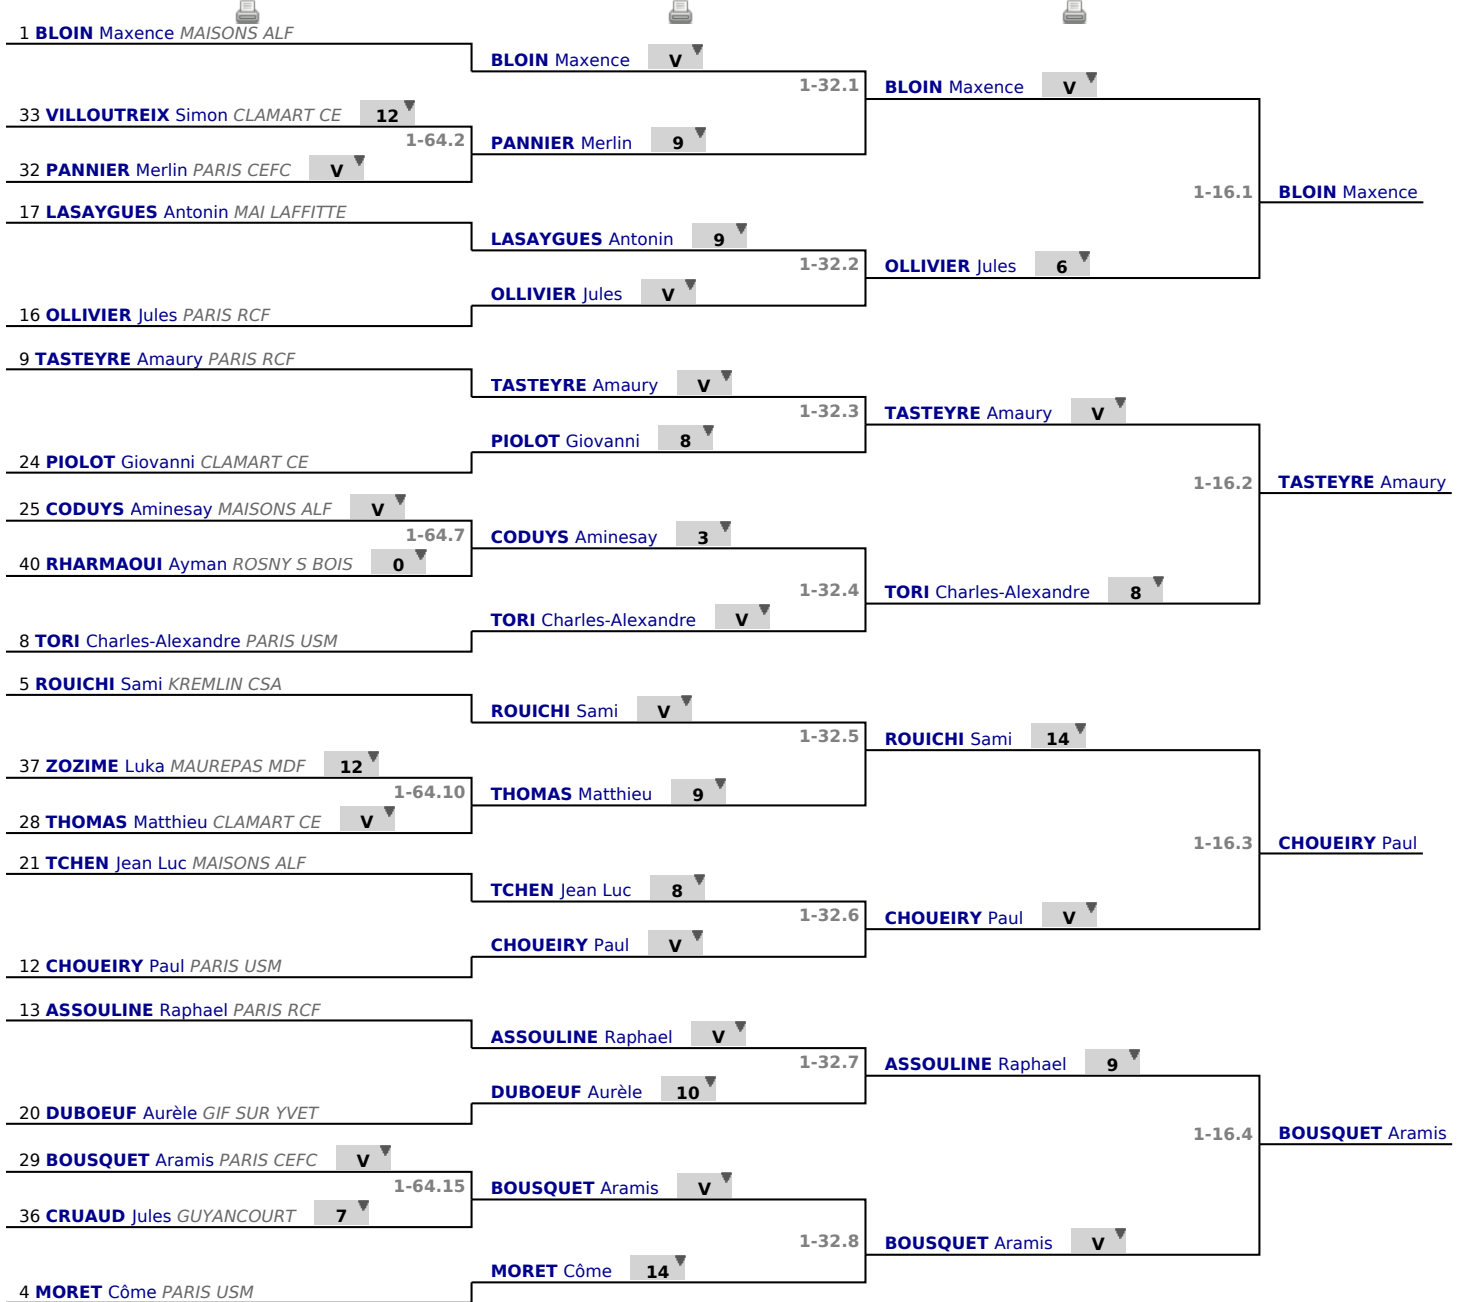 1 BLOIN Maxence MAISONS ALF
33 VILLOUTREIX Simon CLAMART CE 12
1-64.2
32 PANNIER Merlin PARIS CEFC V
17 LASAYGUES Antonin MAI LAFFITTE
16 OLLIVIER Jules PARIS RCF
9 TASTEYRE Amaury PARIS RCF
24 PIOLOT Giovanni CLAMART CE
25 CODUYS Aminesay MAISONS ALF V
1-64.7
40 RHARMAOUI Ayman ROSNY S BOIS 0
8 TORI Charles-Alexandre PARIS USM
5 ROUICHI Sami KREMLIN CSA
37 ZOZIME Luka MAUREPAS MDF 12
1-64.10
28 THOMAS Matthieu CLAMART CE V
21 TCHEN Jean Luc MAISONS ALF
12 CHOUEIRY Paul PARIS USM
13 ASSOULINE Raphael PARIS RCF
20 DUBOEUF Aurèle GIF SUR YVET
29 BOUSQUET Aramis PARIS CEFC V
1-64.15
36 CRUAUD Jules GUYANCOURT 7
4 MORET Côme PARIS USM
BLOIN Maxence V
1-32.1
PANNIER Merlin 9
LASAYGUES Antonin 9
1-32.2
OLLIVIER Jules V
TASTEYRE Amaury V
1-32.3
PIOLOT Giovanni 8
CODUYS Aminesay 3
1-32.4
TORI Charles-Alexandre V
ROUICHI Sami V
1-32.5
THOMAS Matthieu 9
TCHEN Jean Luc 8
1-32.6
CHOUEIRY Paul V
ASSOULINE Raphael V
1-32.7
DUBOEUF Aurèle 10
BOUSQUET Aramis V
1-32.8
MORET Côme 14
BLOIN Maxence V
1-16.1
OLLIVIER Jules 6
TASTEYRE Amaury V
1-16.2
TORI Charles-Alexandre 8
ROUICHI Sami 14
1-16.3
CHOUEIRY Paul V
ASSOULINE Raphael 9
1-16.4
BOUSQUET Aramis V
BLOIN Maxence
TASTEYRE Amaury
CHOUEIRY Paul
BOUSQUET Aramis